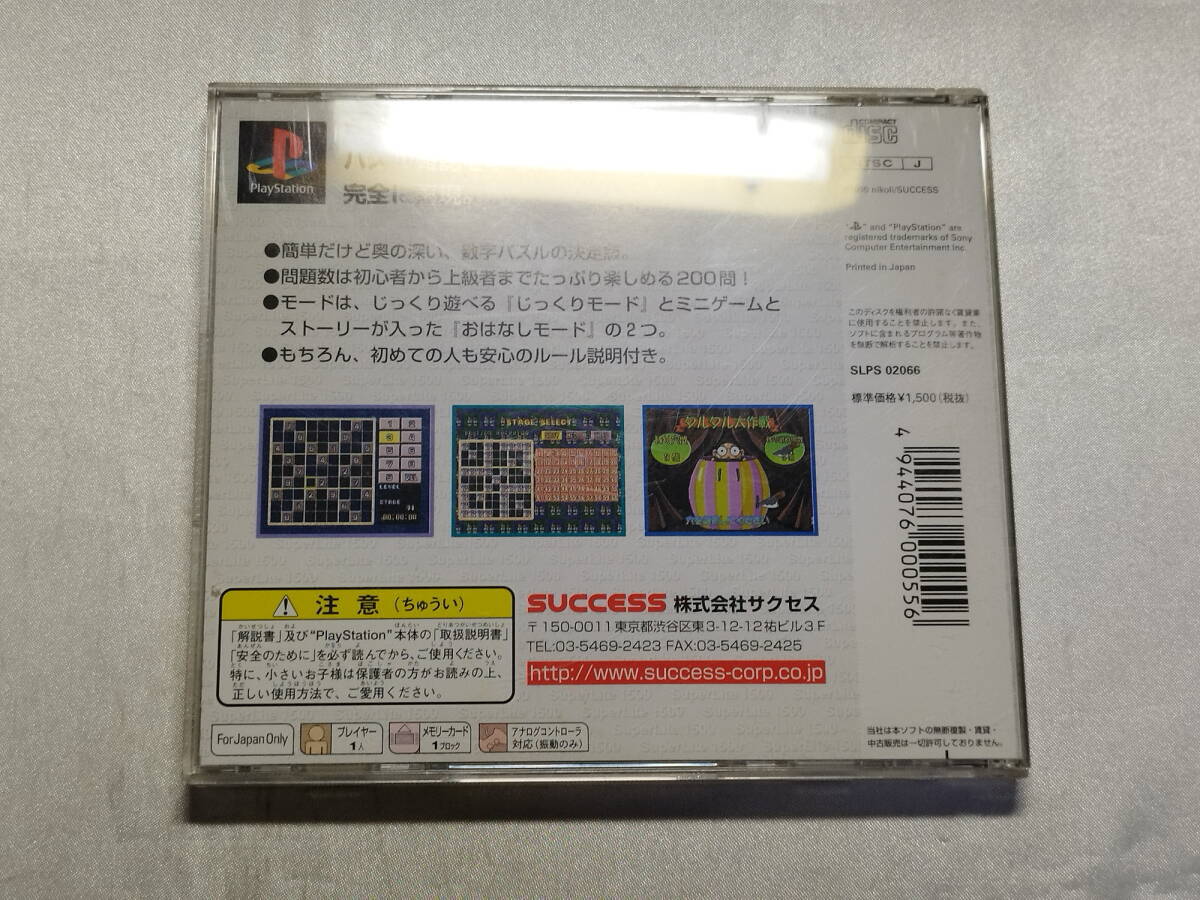 PlayStation
完全に
●簡単だけど奥の深い、数字パズルの決定
●問題数は初心者から上級者までたっぷり楽しめる200問！
●モードは、じっくり遊べる『じっくりモード』とミニゲームと
ストーリーが入った『おはなしモード』の2つ。
●もちろん、初めての人も安心のルール説明付き。
STAGE SELECT
タルタル大作戦
LEVEL
STAGE
91
00:00:00
注意（ちゅうい）
「解説書」及び“PlayStation”本体の「取扱説明書」
「安全のために」を必ず読んでから、ご使用ください。
特に、小さいお子様は保護者の方がお読みの上、
正しい使用方法で、ご愛用ください。
SUCCESS 株式会社サクセス
〒150-0011 東京都渋谷区東3-12-12祐ビル3F
TEL:03-5469-2423 FAX:03-5469-2425
http://www.success-corp.co.jp
For Japan Only
プレイヤー
1人
メモリーカード
1ブロック
アナログコントローラ
対応（振動のみ）
COMPACT
disc
J
nikoli/SUCCESS
" and "PlayStation" are
registered trademarks of Sony
Computer Entertainment Inc.
Printed in Japan
このディスクを権利者の許諾なく賃貸業
に使用することを禁止します。また、
ソフトに含まれるプログラム等著作物
を無断で解析することを禁止します。
SLPS 02066
標準価格¥1,500（税抜）
4 944076 000556
当社は本ソフトの無断複製・賃貸・
中古販売は一切許可しておりません。